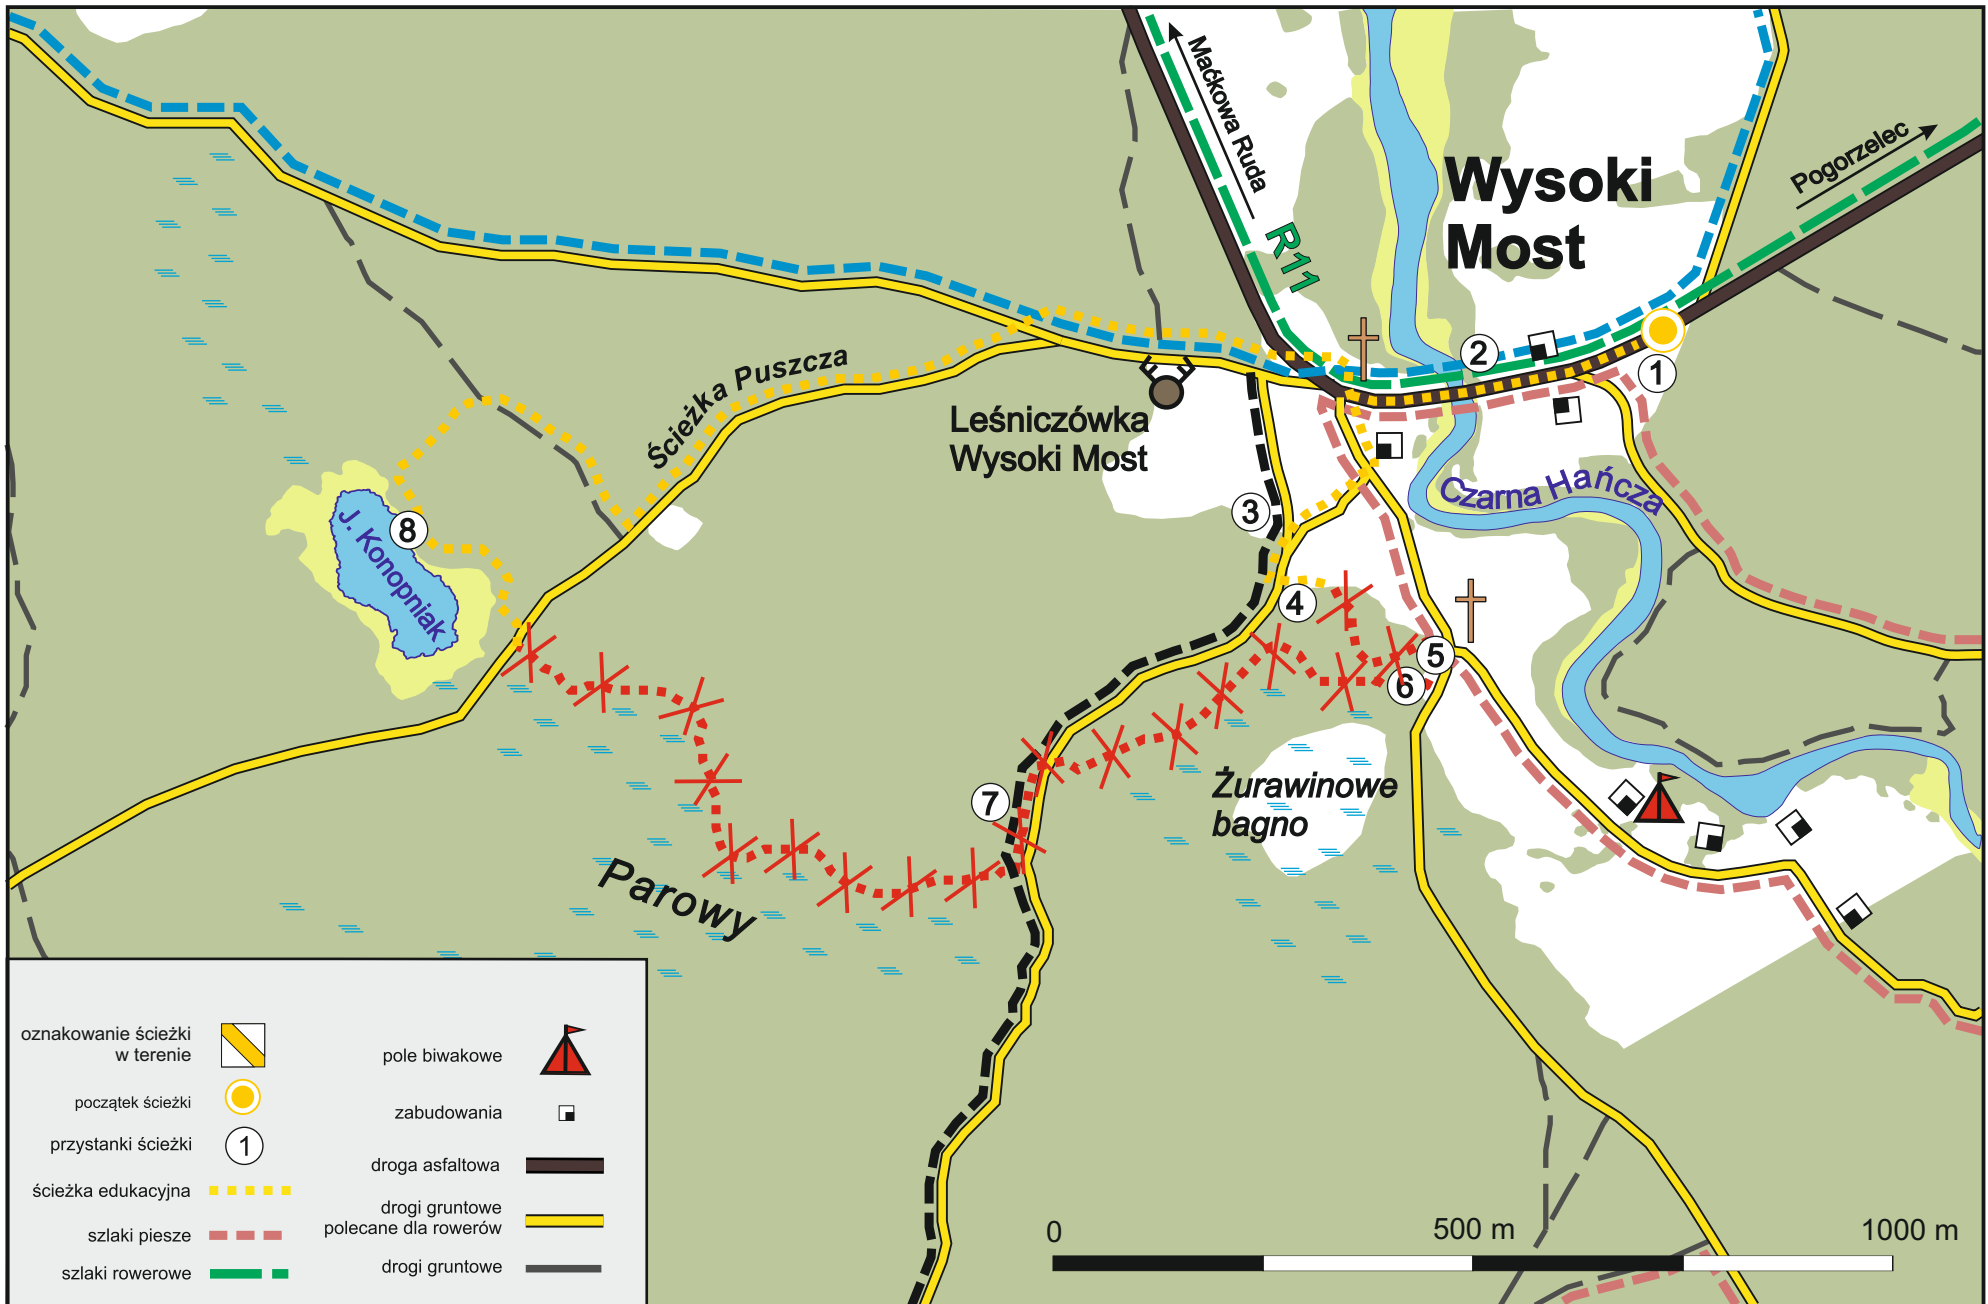 Maćkowa Ruda
R11
Wysoki
Most
Pogorzelec
Ścieżka Puszcza
Leśniczówka
Wysoki Most
Czarna Hańcza
J. Konopniak
Żurawinowe
bagno
Parowy
1
2
3
4
5
6
7
8
oznakowanie ścieżki
w terenie
początek ścieżki
przystanki ścieżki
1
ścieżka edukacyjna
szlaki piesze
szlaki rowerowe
pole biwakowe
zabudowania
droga asfaltowa
drogi gruntowe
polecane dla rowerów
drogi gruntowe
0
500 m
1000 m